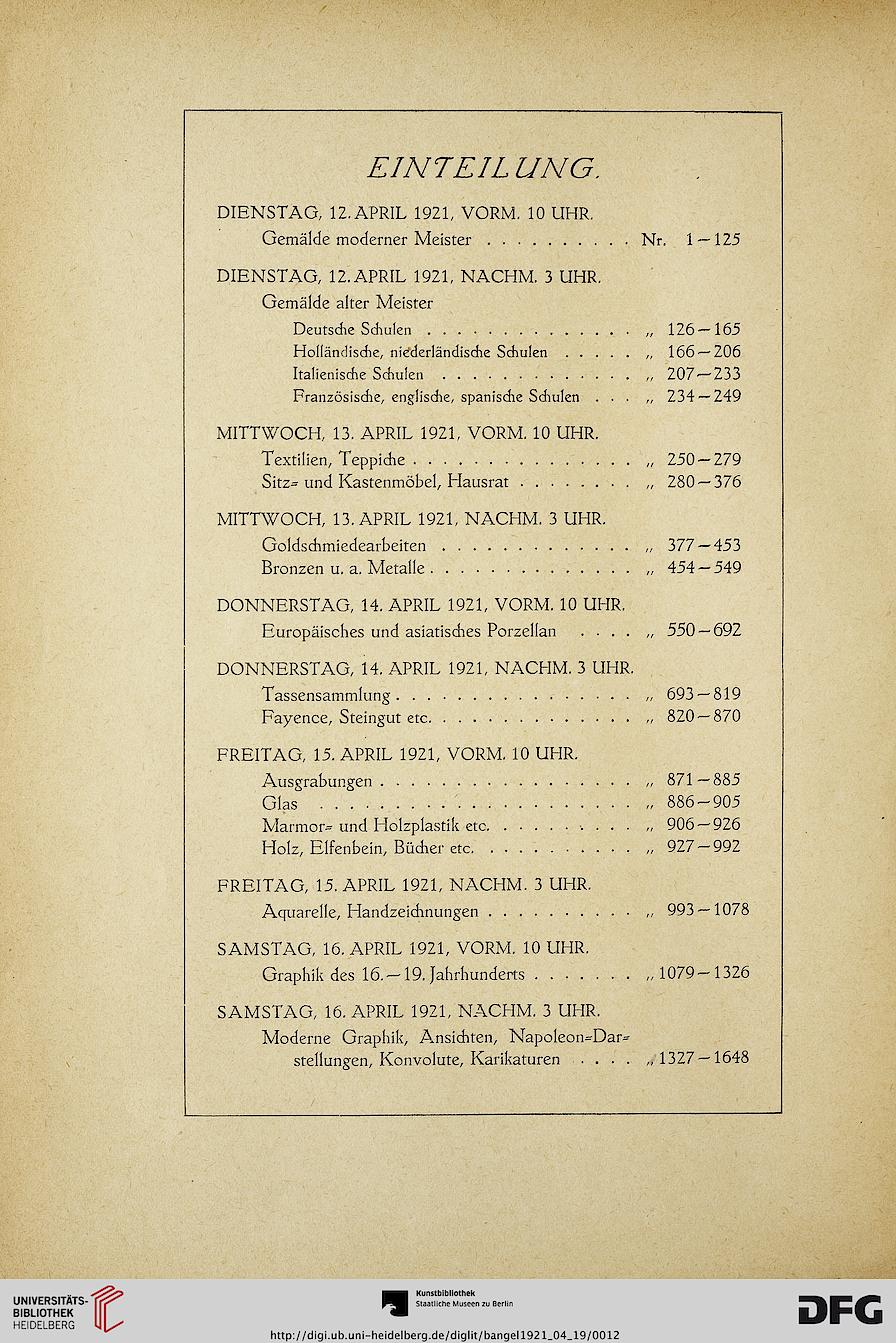 EINTEILUNG.
DIENSTAG, 12. APRIL 1921, VORM. 10 UHR.
Gemälde moderner Meister . . . . . . . . . . Nr. 1—125
DIENSTAG, 12. APRIL 1921, NACHM. 3 UHR.
Gemälde alter Meister
Deutsche Schulen . . . . . . . . . . . . . . „ 126—165
Holländische, niederländische Schulen . . . . . „ 166—206
Italienische Schulen . . . . . . . . . . . . . „ 207—233
Französische, englische, spanische Schulen . . . „ 234—249
MITTWOCH, 13. APRIL 1921, VORM. 10 UHR.
Textilien, Teppiche . . . . . . . . . . . . . . . „ 250—279
Sitz= und Kastenmöbel, Hausrat . . . . . . . . „ 280—376
MITTWOCH, 13. APRIL 1921, NACHM. 3 UHR.
Goldschmiedearbeiten . . . . . . . . . . . . . „ 377—453
Bronzen u. a. Metalle . . . . . . . . . . . . . . „ 454—549
DONNERSTAG, 14. APRIL 1921, VORM. 10 UHR.
Europäisches und asiatisches Porzellan . . . . „ 550—692
DONNERSTAG, 14. APRIL 1921, NACHM. 3 UHR.
Tassensammlung . . . . . . . . . . . . . . . . „ 693—819
Fayence, Steingut etc. . . . . . . . . . . . . . „ 820—870
FREITAG, 15. APRIL 1921, VORM. 10 UHR.
Ausgrabungen . . . . . . . . . . . . . . . . . „ 871—885
Glas . . . . . . . . . . . . . . . . . . . . . „ 886—905
Marmor= und Holzplastik etc. . . . . . . . . . „ 906—926
Holz, Elfenbein, Bücher etc. . . . . . . . . . . „ 927—992
FREITAG, 15. APRIL 1921, NACHM. 3 UHR.
Aquarelle, Handzeichnungen . . . . . . . . . . „ 993—1078
SAMSTAG, 16. APRIL 1921, VORM. 10 UHR.
Graphik des 16.—19. Jahrhunderts . . . . . . . „ 1079—1326
SAMSTAG, 16. APRIL 1921, NACHM. 3 UHR.
Moderne Graphik, Ansichten, Napoleon=Dar=
stellungen, Konvolute, Karikaturen . . . . „ 1327—1648
UNIVERSITÄTS-
BIBLIOTHEK
HEIDELBERG
Kunstbibliothek
Staatliche Museen zu Berlin
http://digi.ub.uni-heidelberg.de/diglit/bangel1921_04_19/0012
DFG